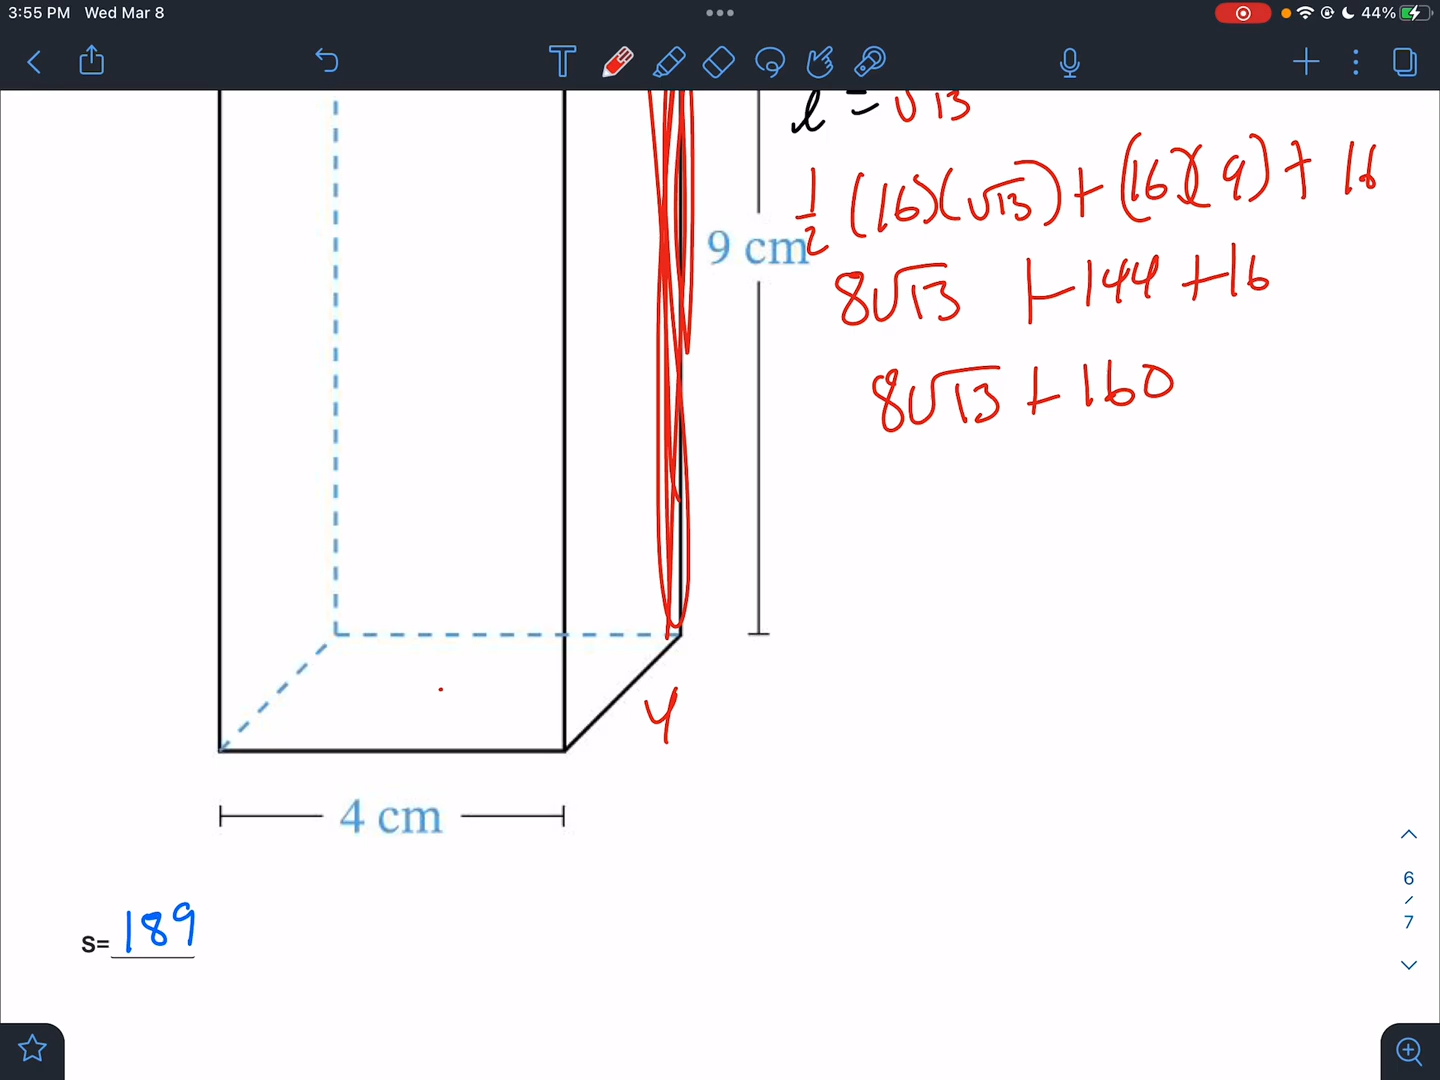 3:55 PM Wed Mar 8
44%
T
l = √13
1/2 (16)(√13) + (16)(9) + 16
9 cm
8√13 + 144 + 16
8√13 + 160
4
4 cm
6
/
7
S= 189